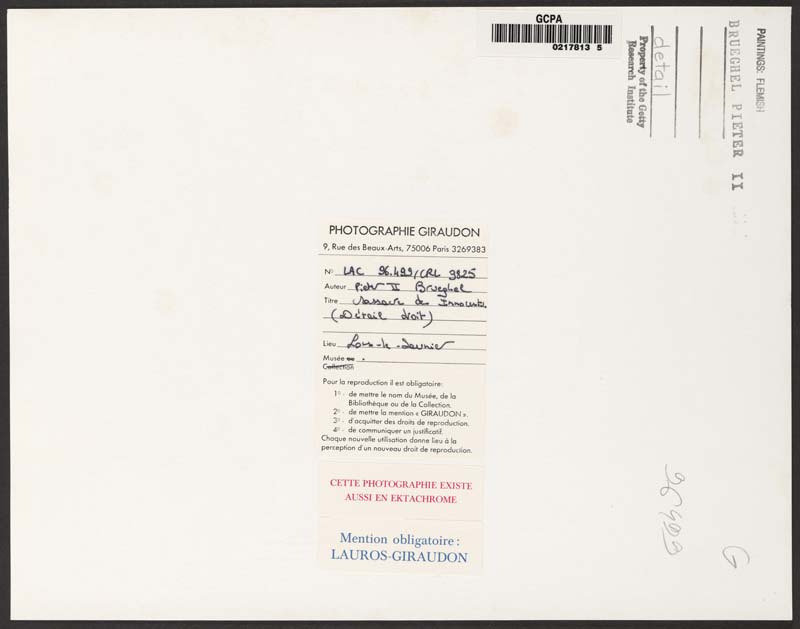 GCPA
0217813 5
PAINTINGS: FLEMISH
BRUEGHEL PIETER II
detail
Property of the Getty
Research Institute
PHOTOGRAPHIE GIRAUDON
9, Rue des Beaux-Arts, 75006 Paris 3269383
N° LAC 96.499/CRL 9825
Auteur Pieter II Brueghel
Titre Massacre des Innocents
(Détail droit)
Lieu Lons-le-Saunier
Musée ou .
Collection
Pour la reproduction il est obligatoire:
1° - de mettre le nom du Musée, de la
Bibliothèque ou de la Collection.
2° - de mettre la mention « GIRAUDON ».
3° - d'acquitter des droits de reproduction.
4° - de communiquer un justificatif.
Chaque nouvelle utilisation donne lieu à la
perception d'un nouveau droit de reproduction.
CETTE PHOTOGRAPHIE EXISTE
AUSSI EN EKTACHROME
Mention obligatoire :
LAUROS-GIRAUDON
G